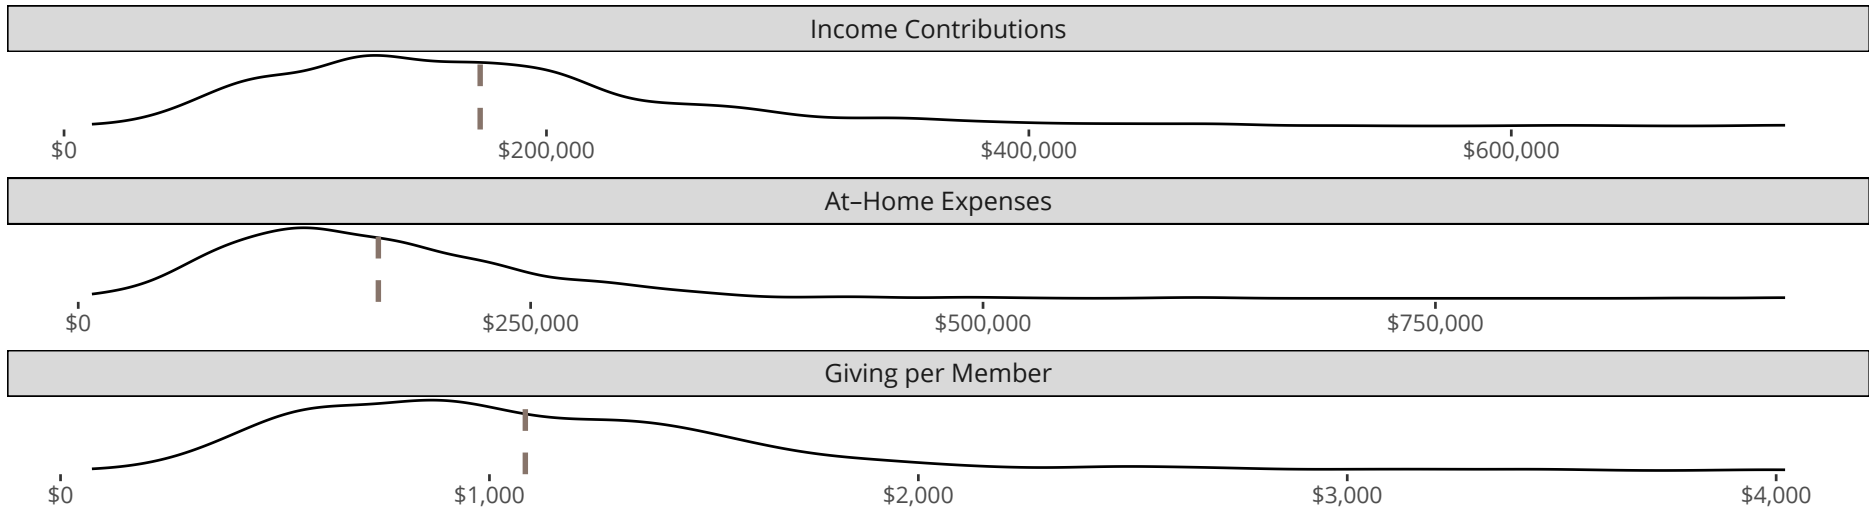 Income Contributions
$0 $200,000 $400,000 $600,000
At–Home Expenses
$0 $250,000 $500,000 $750,000
Giving per Member
$0 $1,000 $2,000 $3,000 $4,000